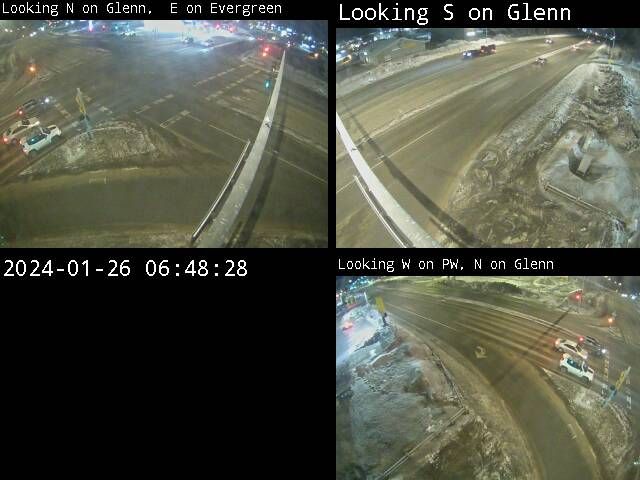 Looking N on Glenn,  E on Evergreen
Looking S on Glenn
2024-01-26 06:48:28
Looking W on PW, N on Glenn